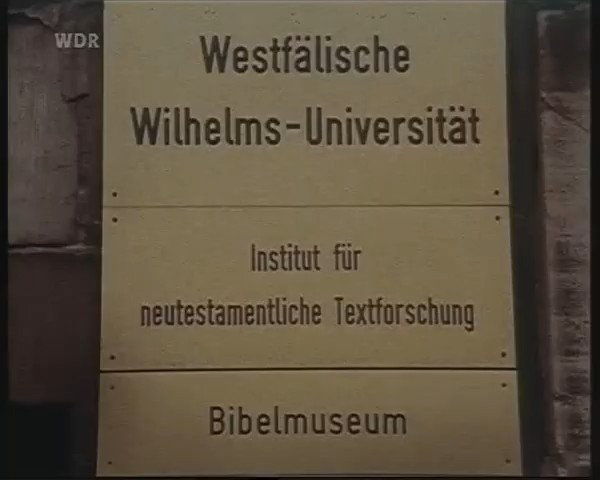 WDR
Westfälische
Wilhelms-Universität
Institut für
neutestamentliche Textforschung
Bibelmuseum